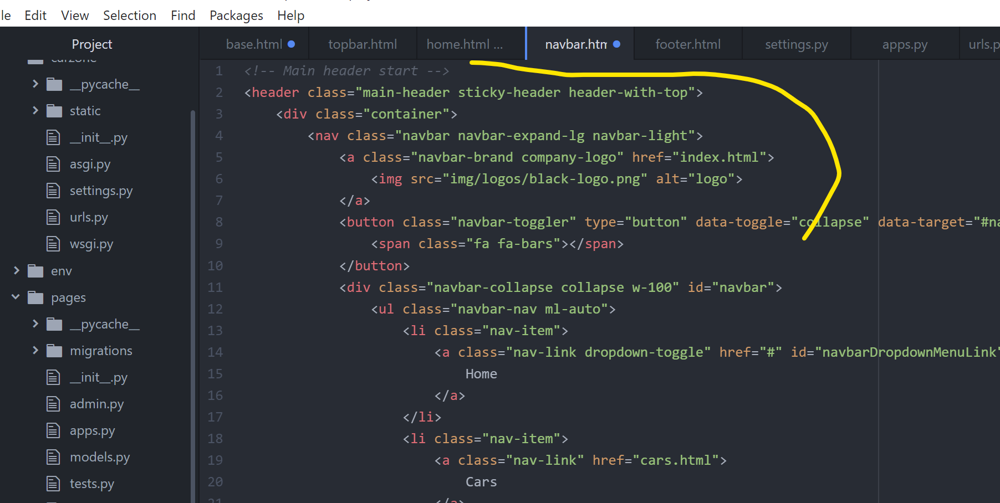 le Edit View Selection Find Packages Help
Project
base.html topbar.html home.html ... navbar.htm footer.html settings.py apps.py urls.p
carzone
__pycache__
static
__init__.py
asgi.py
settings.py
urls.py
wsgi.py
env
pages
__pycache__
migrations
__init__.py
admin.py
apps.py
models.py
tests.py
1 <!-- Main header start -->
2 <header class="main-header sticky-header header-with-top">
3 <div class="container">
4 <nav class="navbar navbar-expand-lg navbar-light">
5 <a class="navbar-brand company-logo" href="index.html">
6 <img src="img/logos/black-logo.png" alt="logo">
7 </a>
8 <button class="navbar-toggler" type="button" data-toggle="collapse" data-target="#na
9 <span class="fa fa-bars"></span>
10 </button>
11 <div class="navbar-collapse collapse w-100" id="navbar">
12 <ul class="navbar-nav ml-auto">
13 <li class="nav-item">
14 <a class="nav-link dropdown-toggle" href="#" id="navbarDropdownMenuLink"
15 Home
16 </a>
17 </li>
18 <li class="nav-item">
19 <a class="nav-link" href="cars.html">
20 Cars
21 </a>